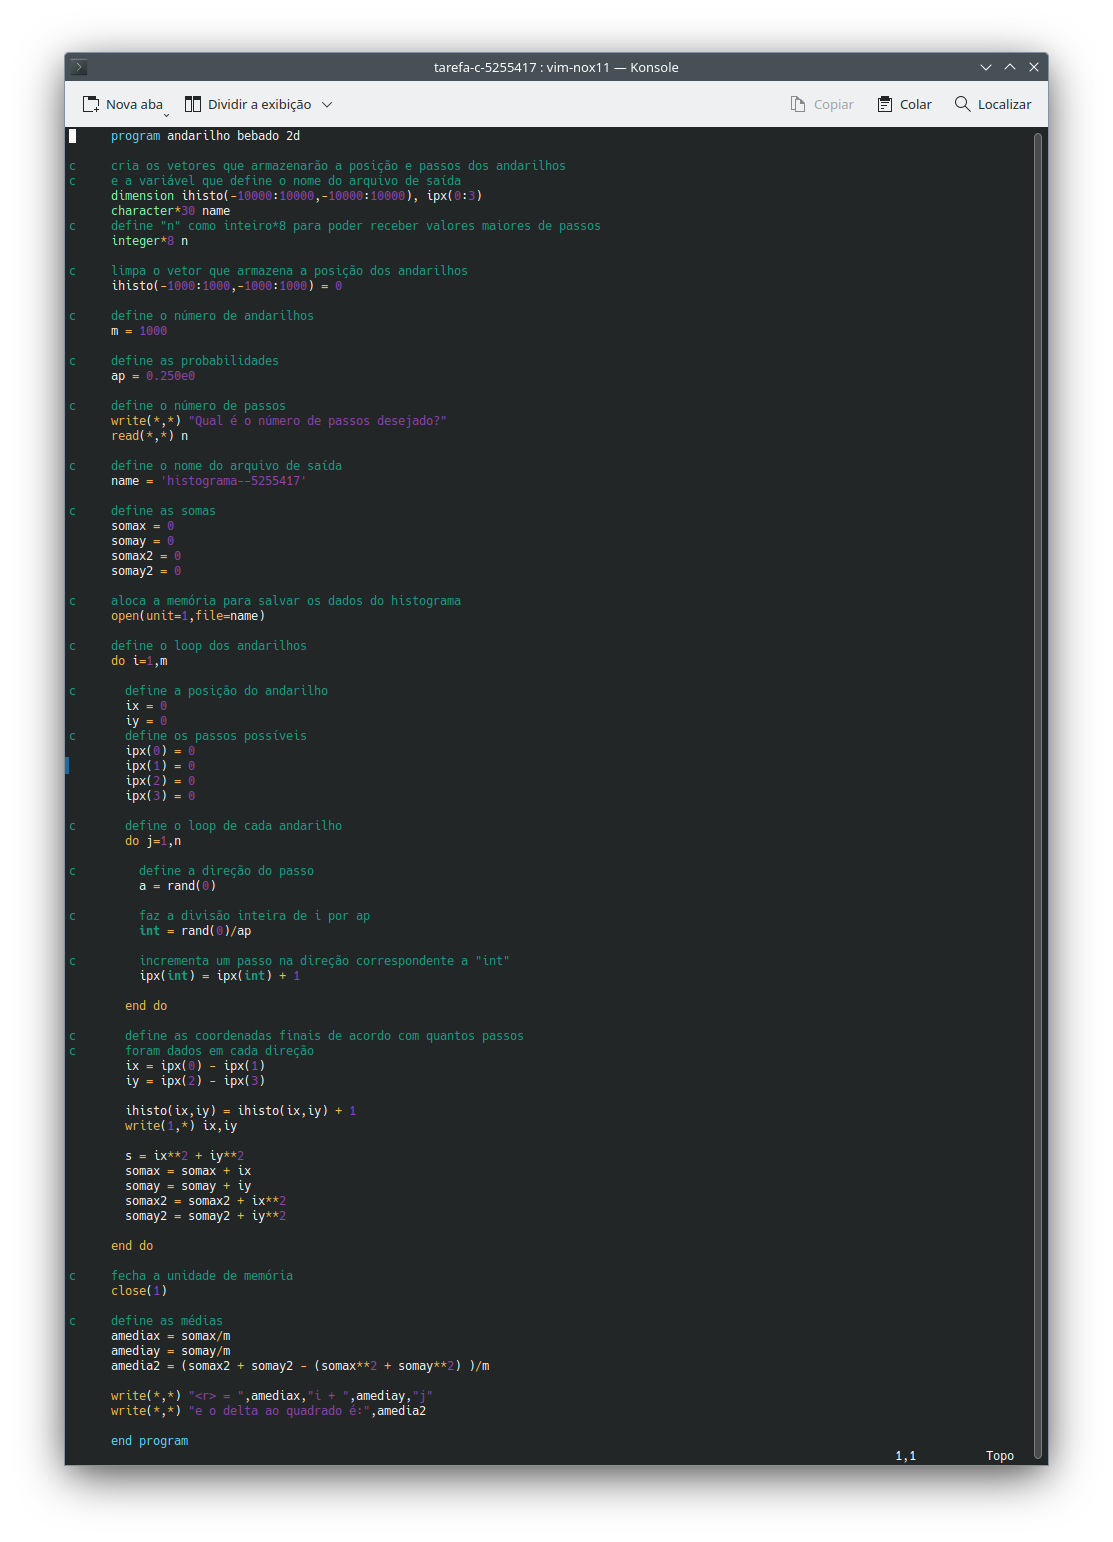 tarefa-c-5255417 : vim-nox11 — Konsole
Nova aba Dividir a exibição Copiar Colar Localizar
      program andarilho bebado 2d

c     cria os vetores que armazenarão a posição e passos dos andarilhos
c     e a variável que define o nome do arquivo de saída
      dimension ihisto(-10000:10000,-10000:10000), ipx(0:3)
      character*30 name
c     define "n" como inteiro*8 para poder receber valores maiores de passos
      integer*8 n

c     limpa o vetor que armazena a posição dos andarilhos
      ihisto(-1000:1000,-1000:1000) = 0

c     define o número de andarilhos
      m = 1000

c     define as probabilidades
      ap = 0.250e0

c     define o número de passos
      write(*,*) "Qual é o número de passos desejado?"
      read(*,*) n

c     define o nome do arquivo de saída
      name = 'histograma--5255417'

c     define as somas
      somax = 0
      somay = 0
      somax2 = 0
      somay2 = 0

c     aloca a memória para salvar os dados do histograma
      open(unit=1,file=name)

c     define o loop dos andarilhos
      do i=1,m

c       define a posição do andarilho
        ix = 0
        iy = 0
c       define os passos possíveis
        ipx(0) = 0
        ipx(1) = 0
        ipx(2) = 0
        ipx(3) = 0

c       define o loop de cada andarilho
        do j=1,n

c         define a direção do passo
          a = rand(0)

c         faz a divisão inteira de i por ap
          int = rand(0)/ap

c         incrementa um passo na direção correspondente a "int"
          ipx(int) = ipx(int) + 1

        end do

c       define as coordenadas finais de acordo com quantos passos
c       foram dados em cada direção
        ix = ipx(0) - ipx(1)
        iy = ipx(2) - ipx(3)

        ihisto(ix,iy) = ihisto(ix,iy) + 1
        write(1,*) ix,iy

        s = ix**2 + iy**2
        somax = somax + ix
        somay = somay + iy
        somax2 = somax2 + ix**2
        somay2 = somay2 + iy**2

      end do

c     fecha a unidade de memória
      close(1)

c     define as médias
      amediax = somax/m
      amediay = somay/m
      amedia2 = (somax2 + somay2 - (somax**2 + somay**2) )/m

      write(*,*) "<r> = ",amediax,"i + ",amediay,"j"
      write(*,*) "e o delta ao quadrado é:",amedia2

      end program
1,1 Topo